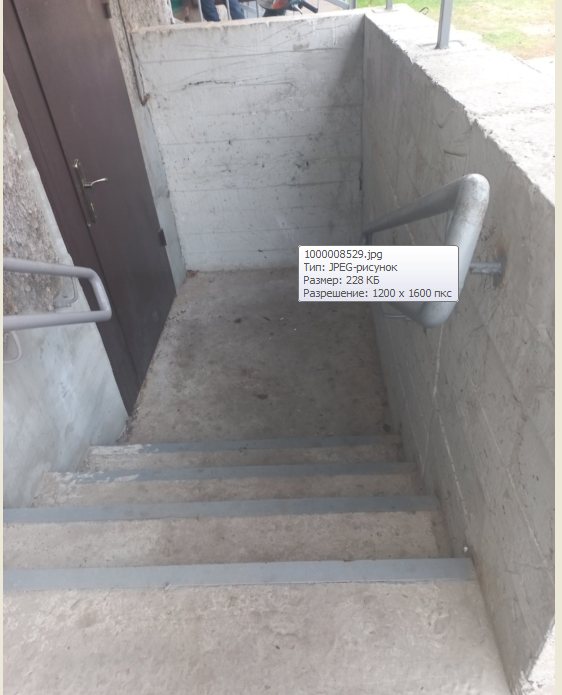 1000008529.jpg
Тип: JPEG-рисунок
Размер: 228 КБ
Разрешение: 1200 x 1600 пкс